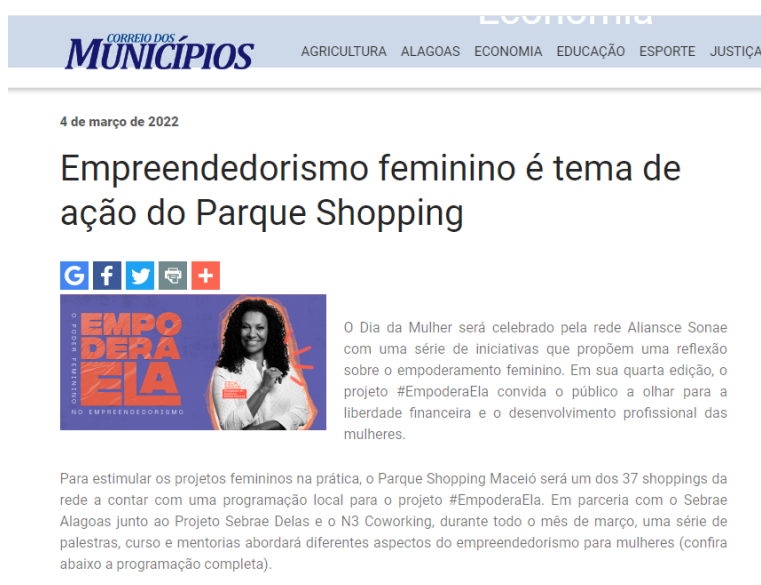 Economia
CORREIO DOS
MUNICÍPIOS
AGRICULTURA ALAGOAS ECONOMIA EDUCAÇÃO ESPORTE JUSTIÇA
4 de março de 2022
Empreendedorismo feminino é tema de
ação do Parque Shopping
EMPO
DERA
ELA
O PODER FEMININO
NO EMPREENDEDORISMO
O Dia da Mulher será celebrado pela rede Aliansce Sonae
com uma série de iniciativas que propõem uma reflexão
sobre o empoderamento feminino. Em sua quarta edição, o
projeto #EmpoderaEla convida o público a olhar para a
liberdade financeira e o desenvolvimento profissional das
mulheres.
Para estimular os projetos femininos na prática, o Parque Shopping Maceió será um dos 37 shoppings da
rede a contar com uma programação local para o projeto #EmpoderaEla. Em parceria com o Sebrae
Alagoas junto ao Projeto Sebrae Delas e o N3 Coworking, durante todo o mês de março, uma série de
palestras, curso e mentorias abordará diferentes aspectos do empreendedorismo para mulheres (confira
abaixo a programação completa).